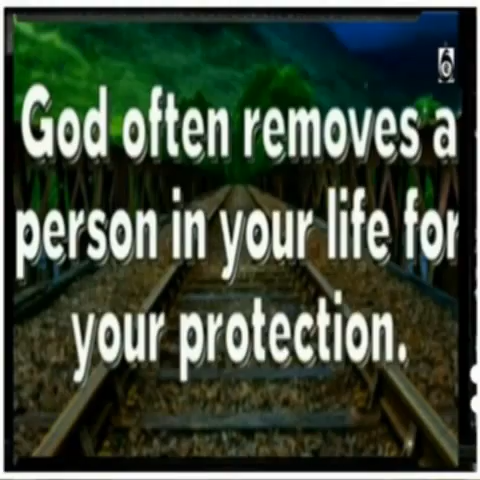 God often removes a
person in your life for
your protection.